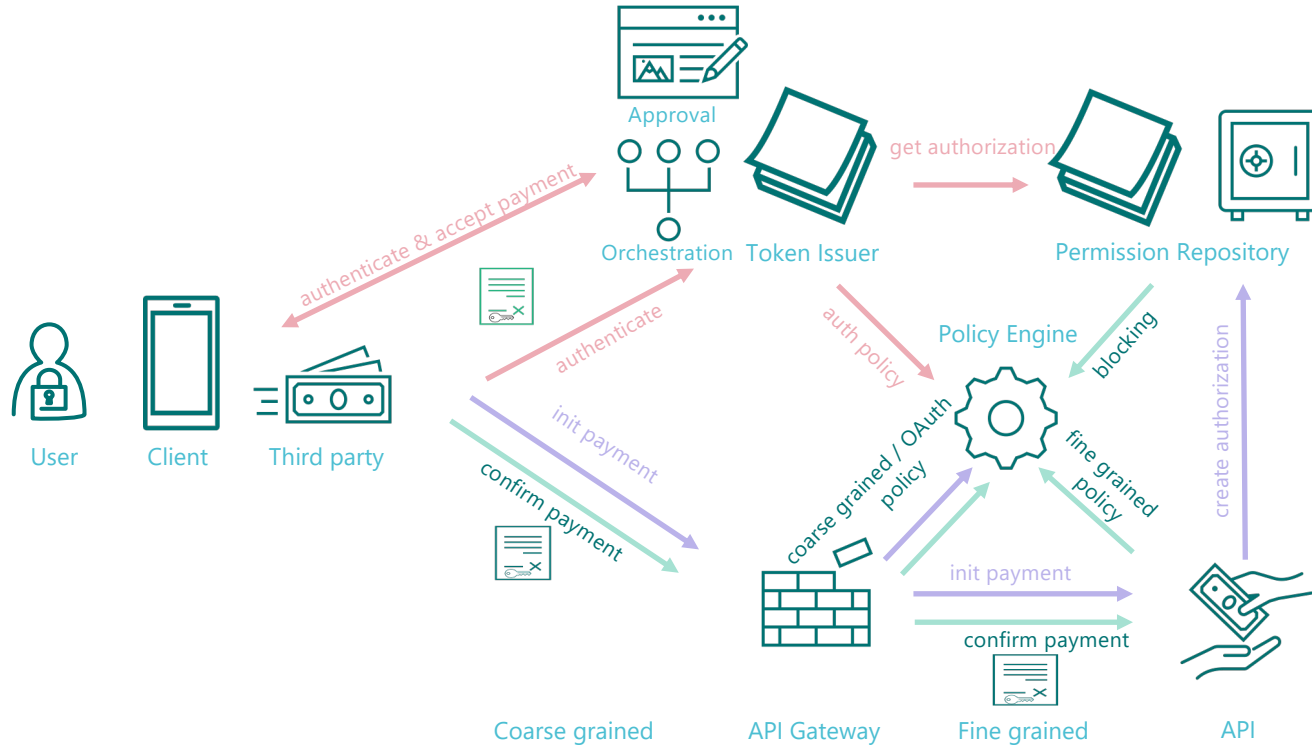 Approval
get authorization
authenticate & accept payment
Orchestration
Token Issuer
Permission Repository
authenticate
auth policy
Policy Engine
blocking
create authorization
User
Client
Third party
init payment
confirm payment
coarse grained / OAuth
policy
fine grained
policy
init payment
confirm payment
Coarse grained
API Gateway
Fine grained
API